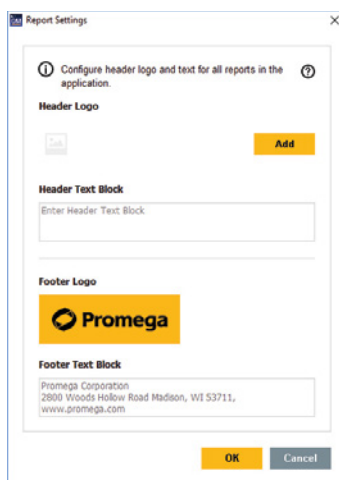 Report Settings
Configure header logo and text for all reports in the
application.
Header Logo
Add
Header Text Block
Enter Header Text Block
Footer Logo
Promega
Footer Text Block
Promega Corporation
2800 Woods Hollow Road Madison, WI 53711,
www.promega.com
OK
Cancel